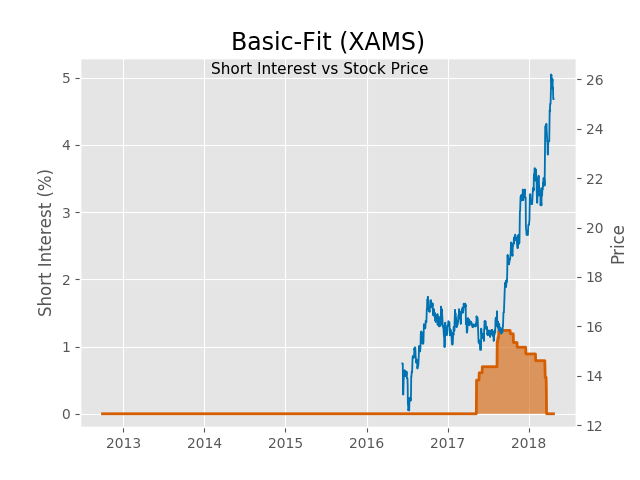 Basic-Fit (XAMS)
Short Interest vs Stock Price
Short Interest (%)
5
4
3
2
1
0
26
24
22
20
18
16
14
12
Price
2013 2014 2015 2016 2017 2018